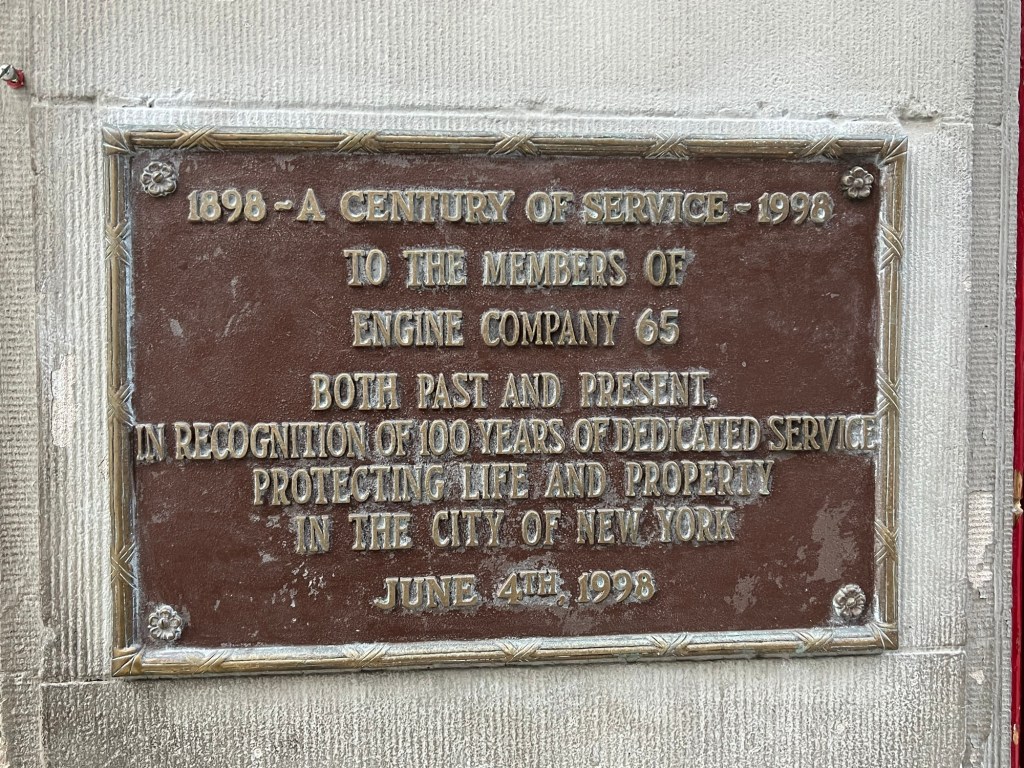 1898 - A CENTURY OF SERVICE - 1998
TO THE MEMBERS OF
ENGINE COMPANY 65
BOTH PAST AND PRESENT,
IN RECOGNITION OF 100 YEARS OF DEDICATED SERVICE
PROTECTING LIFE AND PROPERTY
IN THE CITY OF NEW YORK
JUNE 4TH, 1998